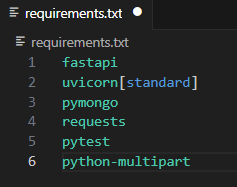 requirements.txt
requirements.txt
1 fastapi
2 uvicorn[standard]
3 pymongo
4 requests
5 pytest
6 python-multipart